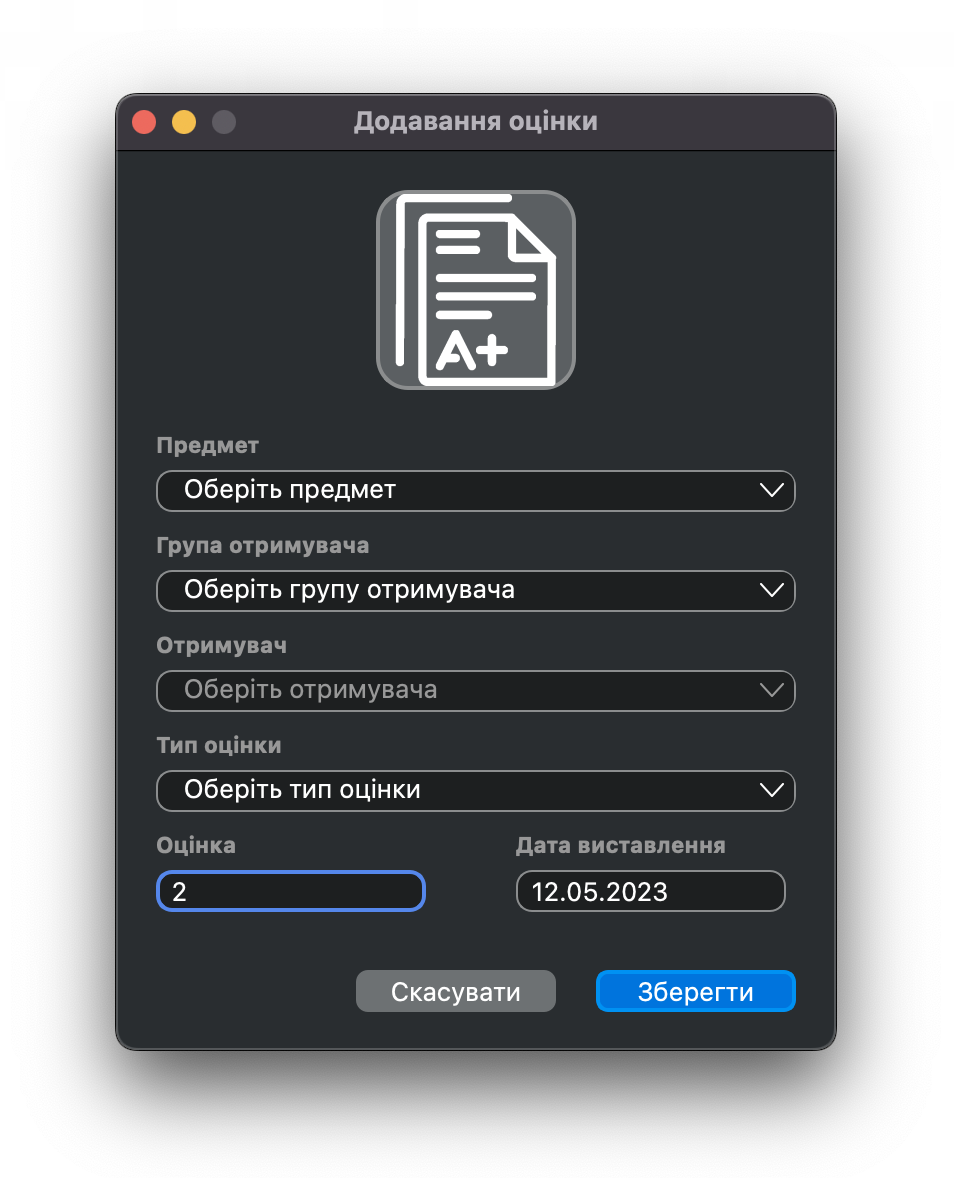 Додавання оцінки
A+
Предмет
Оберіть предмет
Група отримувача
Оберіть групу отримувача
Отримувач
Оберіть отримувача
Тип оцінки
Оберіть тип оцінки
Оцінка Дата виставлення
2 12.05.2023
Скасувати Зберегти